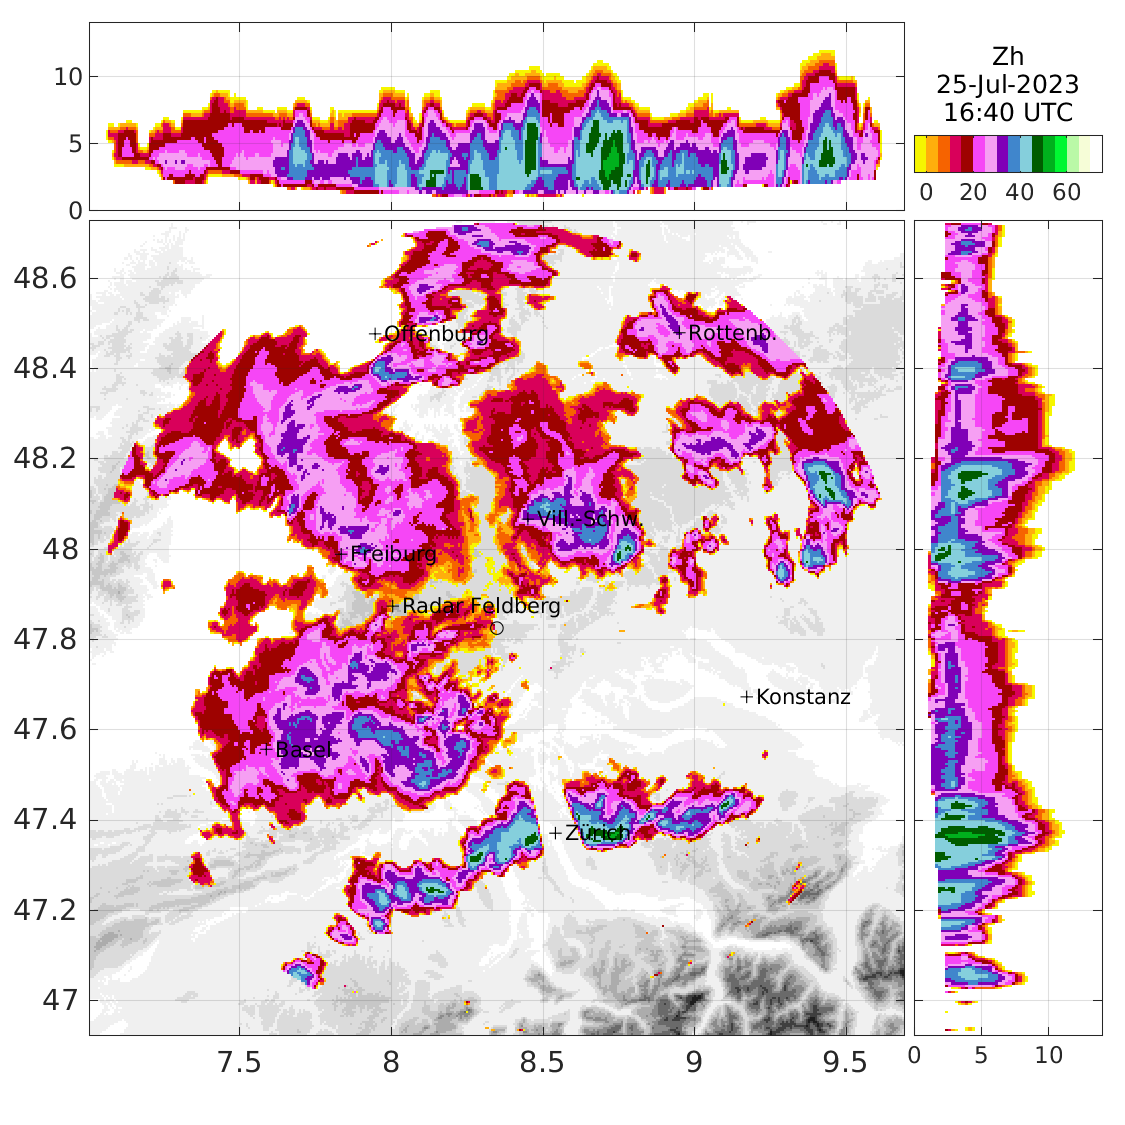 Zh
25-Jul-2023
16:40 UTC
0 20 40 60
10
5
0
48.6
48.4
48.2
48
47.8
47.6
47.4
47.2
47
+Offenburg
+Rottenb.
+Vill.-Schw.
+Freiburg
+Radar Feldberg
+Konstanz
+Basel
+Zürich
7.5 8 8.5 9 9.5
0 5 10